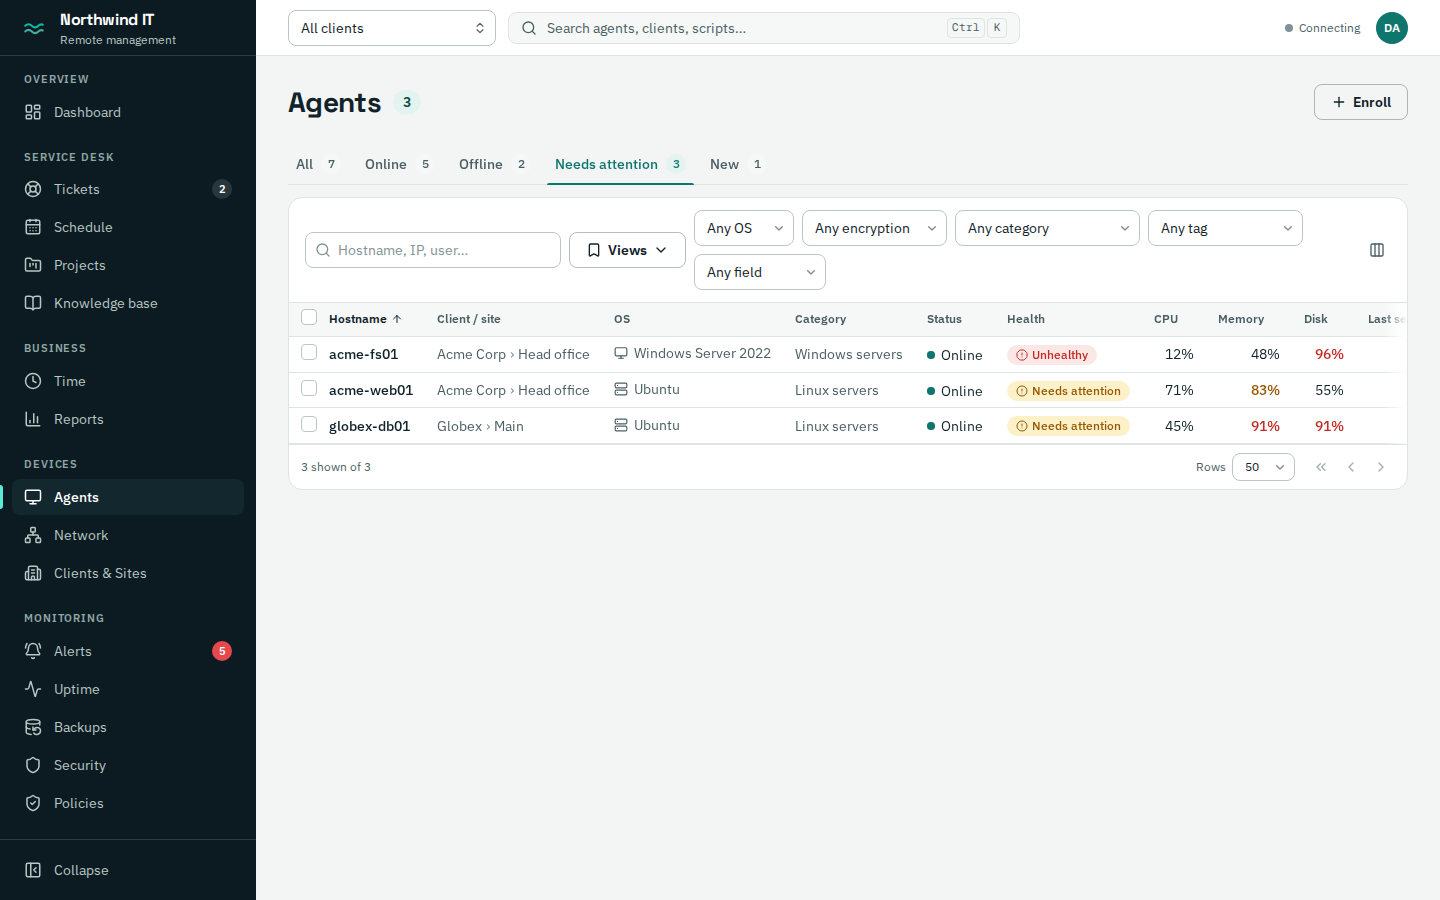 Northwind IT
Remote management
All clients
Search agents, clients, scripts...
Ctrl K
Connecting
DA
OVERVIEW
Dashboard
SERVICE DESK
Tickets 2
Schedule
Projects
Knowledge base
BUSINESS
Time
Reports
DEVICES
Agents
Network
Clients & Sites
MONITORING
Alerts 5
Uptime
Backups
Security
Policies
Collapse
Agents 3
Enroll
All 7 Online 5 Offline 2 Needs attention 3 New 1
Hostname, IP, user...
Views
Any OS Any encryption Any category Any tag
Any field
Hostname Client / site OS Category Status Health CPU Memory Disk Last
acme-fs01 Acme Corp › Head office Windows Server 2022 Windows servers Online Unhealthy 12% 48% 96%
acme-web01 Acme Corp › Head office Ubuntu Linux servers Online Needs attention 71% 83% 55%
globex-db01 Globex › Main Ubuntu Linux servers Online Needs attention 45% 91% 91%
3 shown of 3
Rows 50